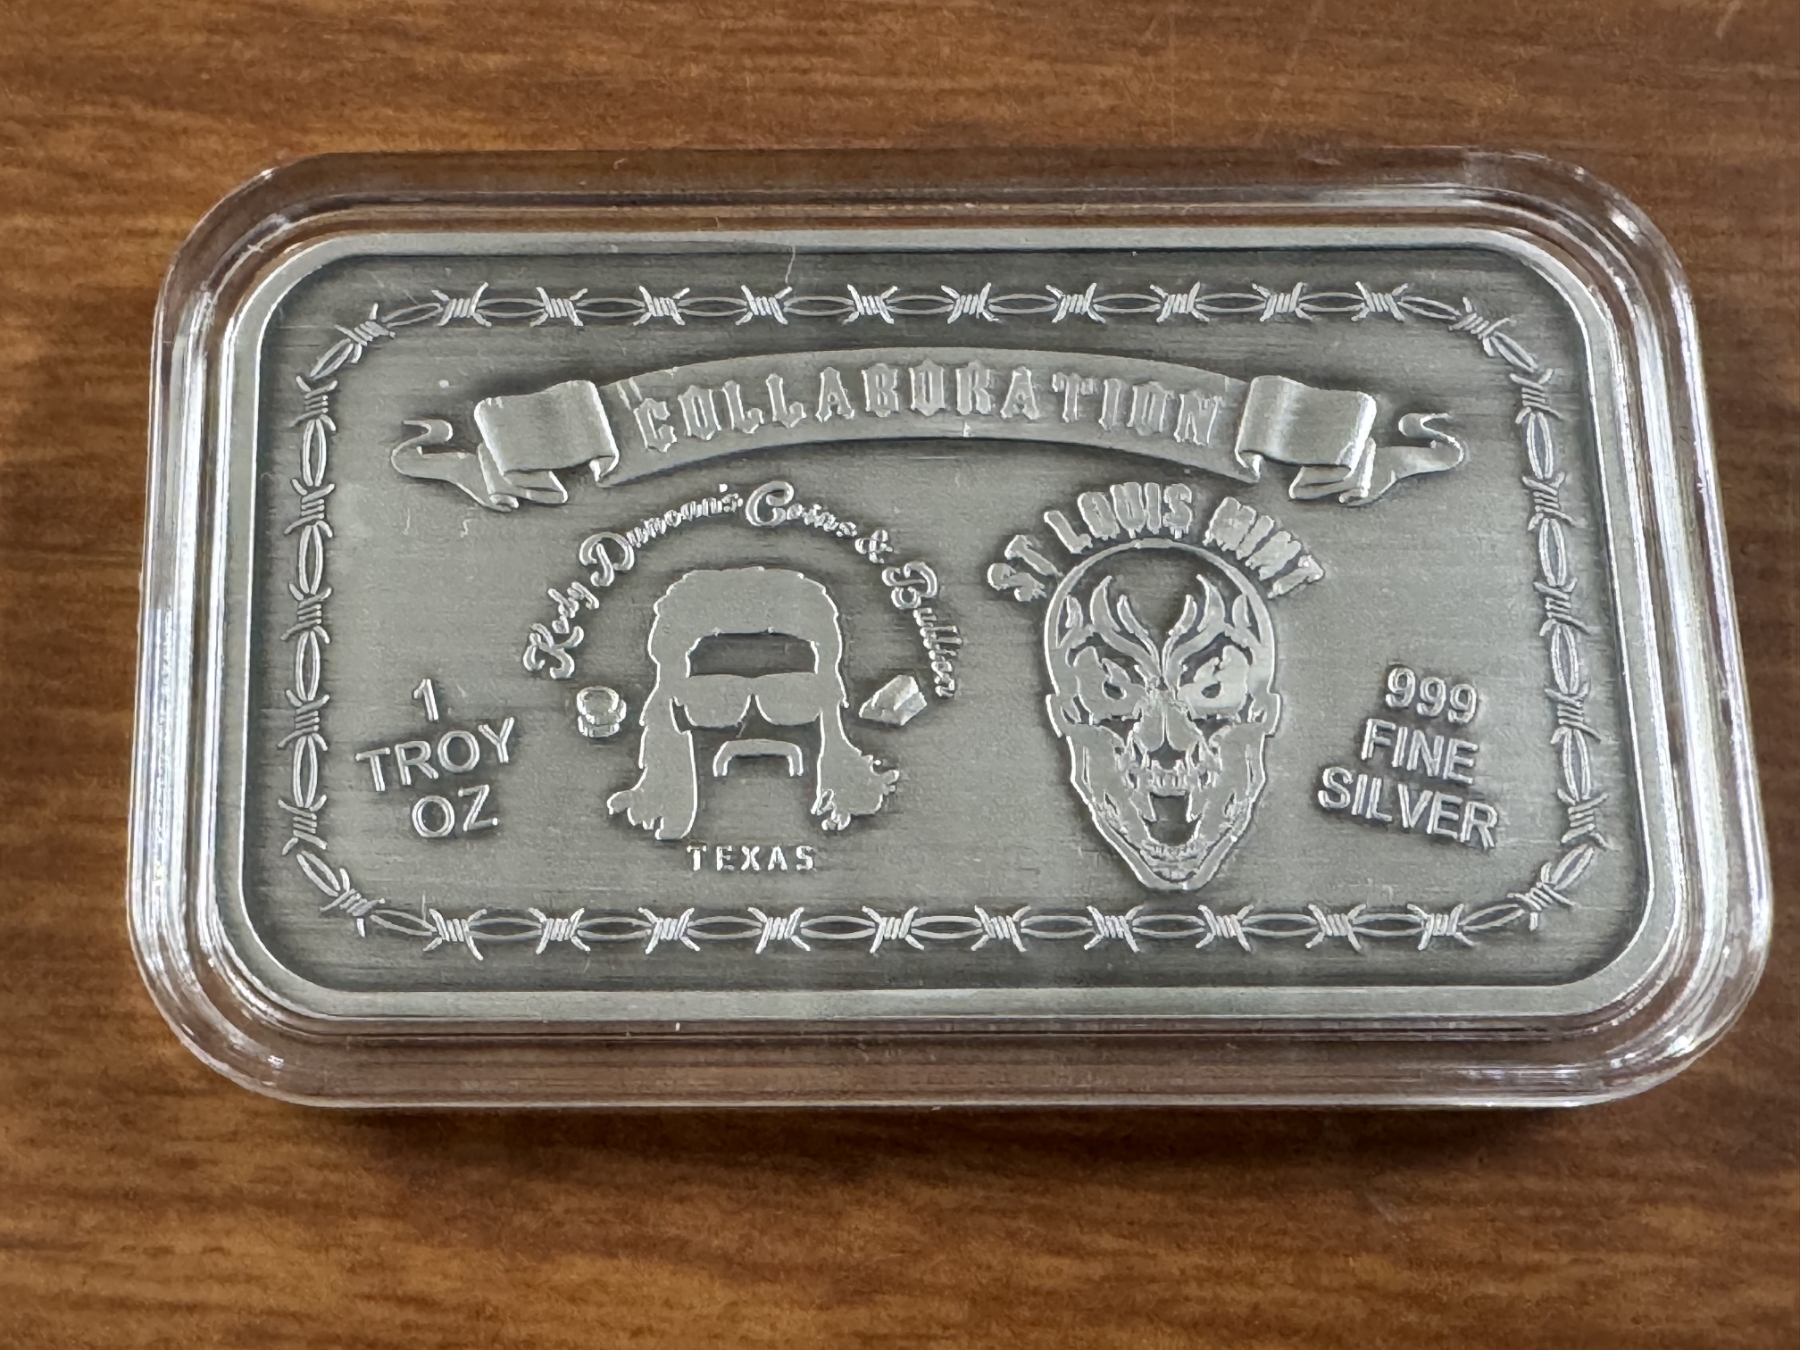 COLLABORATION
Kody Duncan's Coins & Bullion
TEXAS
ST LOUIS MINT
1
TROY
OZ
999
FINE
SILVER